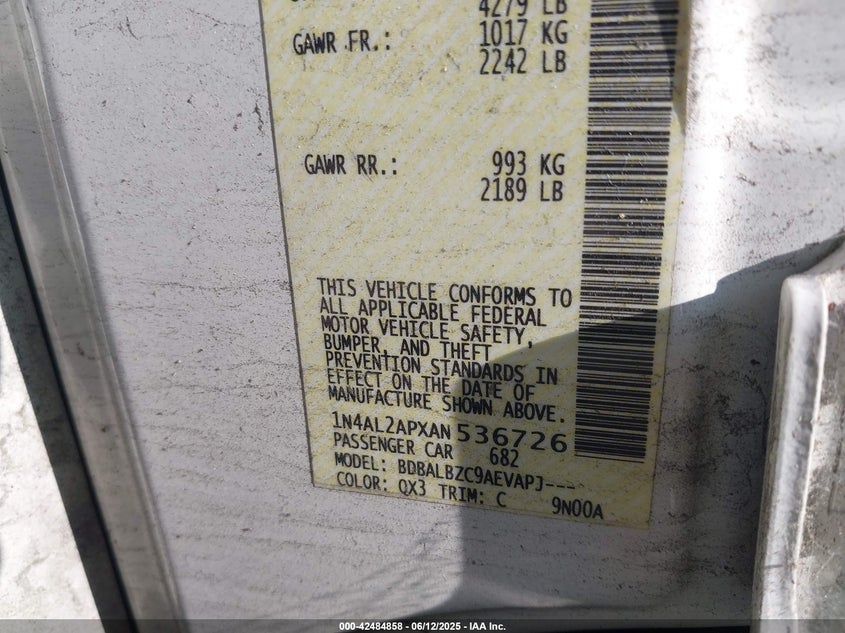 4279 LB
GAWR FR.: 1017 KG
2242 LB
GAWR RR.: 993 KG
2189 LB
THIS VEHICLE CONFORMS TO
ALL APPLICABLE FEDERAL
MOTOR VEHICLE SAFETY,
BUMPER, AND THEFT
PREVENTION STANDARDS IN
EFFECT ON THE DATE OF
MANUFACTURE SHOWN ABOVE.
1N4AL2APXAN 536726
PASSENGER CAR 682
MODEL: BDBALBZC9AEVAPJ---
COLOR: QX3 TRIM: C 9N00A
000-42484858 - 06/12/2025 - IAA Inc.